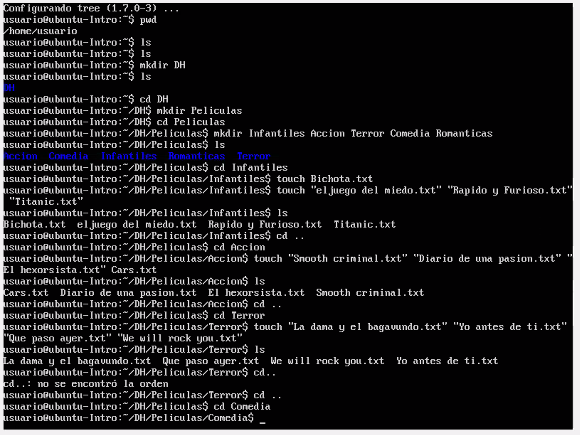 Configurando tree (1.7.0-3) ...
usuario@ubuntu-Intro:~$ pwd
/home/usuario
usuario@ubuntu-Intro:~$ ls
usuario@ubuntu-Intro:~$ ls
usuario@ubuntu-Intro:~$ mkdir DH
usuario@ubuntu-Intro:~$ ls
DH
usuario@ubuntu-Intro:~$ cd DH
usuario@ubuntu-Intro:~/DH$ mkdir Peliculas
usuario@ubuntu-Intro:~/DH$ cd Peliculas
usuario@ubuntu-Intro:~/DH/Peliculas$ mkdir Infantiles Accion Terror Comedia Romanticas
usuario@ubuntu-Intro:~/DH/Peliculas$ ls
Accion  Comedia  Infantiles  Romanticas  Terror
usuario@ubuntu-Intro:~/DH/Peliculas$ cd Infantiles
usuario@ubuntu-Intro:~/DH/Peliculas/Infantiles$ touch Bichota.txt
usuario@ubuntu-Intro:~/DH/Peliculas/Infantiles$ touch "eljuego del miedo.txt" "Rapido y Furioso.txt"
"Titanic.txt"
usuario@ubuntu-Intro:~/DH/Peliculas/Infantiles$ ls
Bichota.txt  eljuego del miedo.txt  Rapido y Furioso.txt  Titanic.txt
usuario@ubuntu-Intro:~/DH/Peliculas/Infantiles$ cd ..
usuario@ubuntu-Intro:~/DH/Peliculas$ cd Accion
usuario@ubuntu-Intro:~/DH/Peliculas/Accion$ touch "Smooth criminal.txt" "Diario de una pasion.txt" "
El hexorsista.txt" Cars.txt
usuario@ubuntu-Intro:~/DH/Peliculas/Accion$ ls
Cars.txt  Diario de una pasion.txt  El hexorsista.txt  Smooth criminal.txt
usuario@ubuntu-Intro:~/DH/Peliculas/Accion$ cd ..
usuario@ubuntu-Intro:~/DH/Peliculas$ cd Terror
usuario@ubuntu-Intro:~/DH/Peliculas/Terror$ touch "La dama y el bagavundo.txt" "Yo antes de ti.txt"
"Que paso ayer.txt" "We will rock you.txt"
usuario@ubuntu-Intro:~/DH/Peliculas/Terror$ ls
La dama y el bagavundo.txt  Que paso ayer.txt  We will rock you.txt  Yo antes de ti.txt
usuario@ubuntu-Intro:~/DH/Peliculas/Terror$ cd..
cd..: no se encontró la orden
usuario@ubuntu-Intro:~/DH/Peliculas/Terror$ cd ..
usuario@ubuntu-Intro:~/DH/Peliculas$ cd Comedia
usuario@ubuntu-Intro:~/DH/Peliculas/Comedia$ _